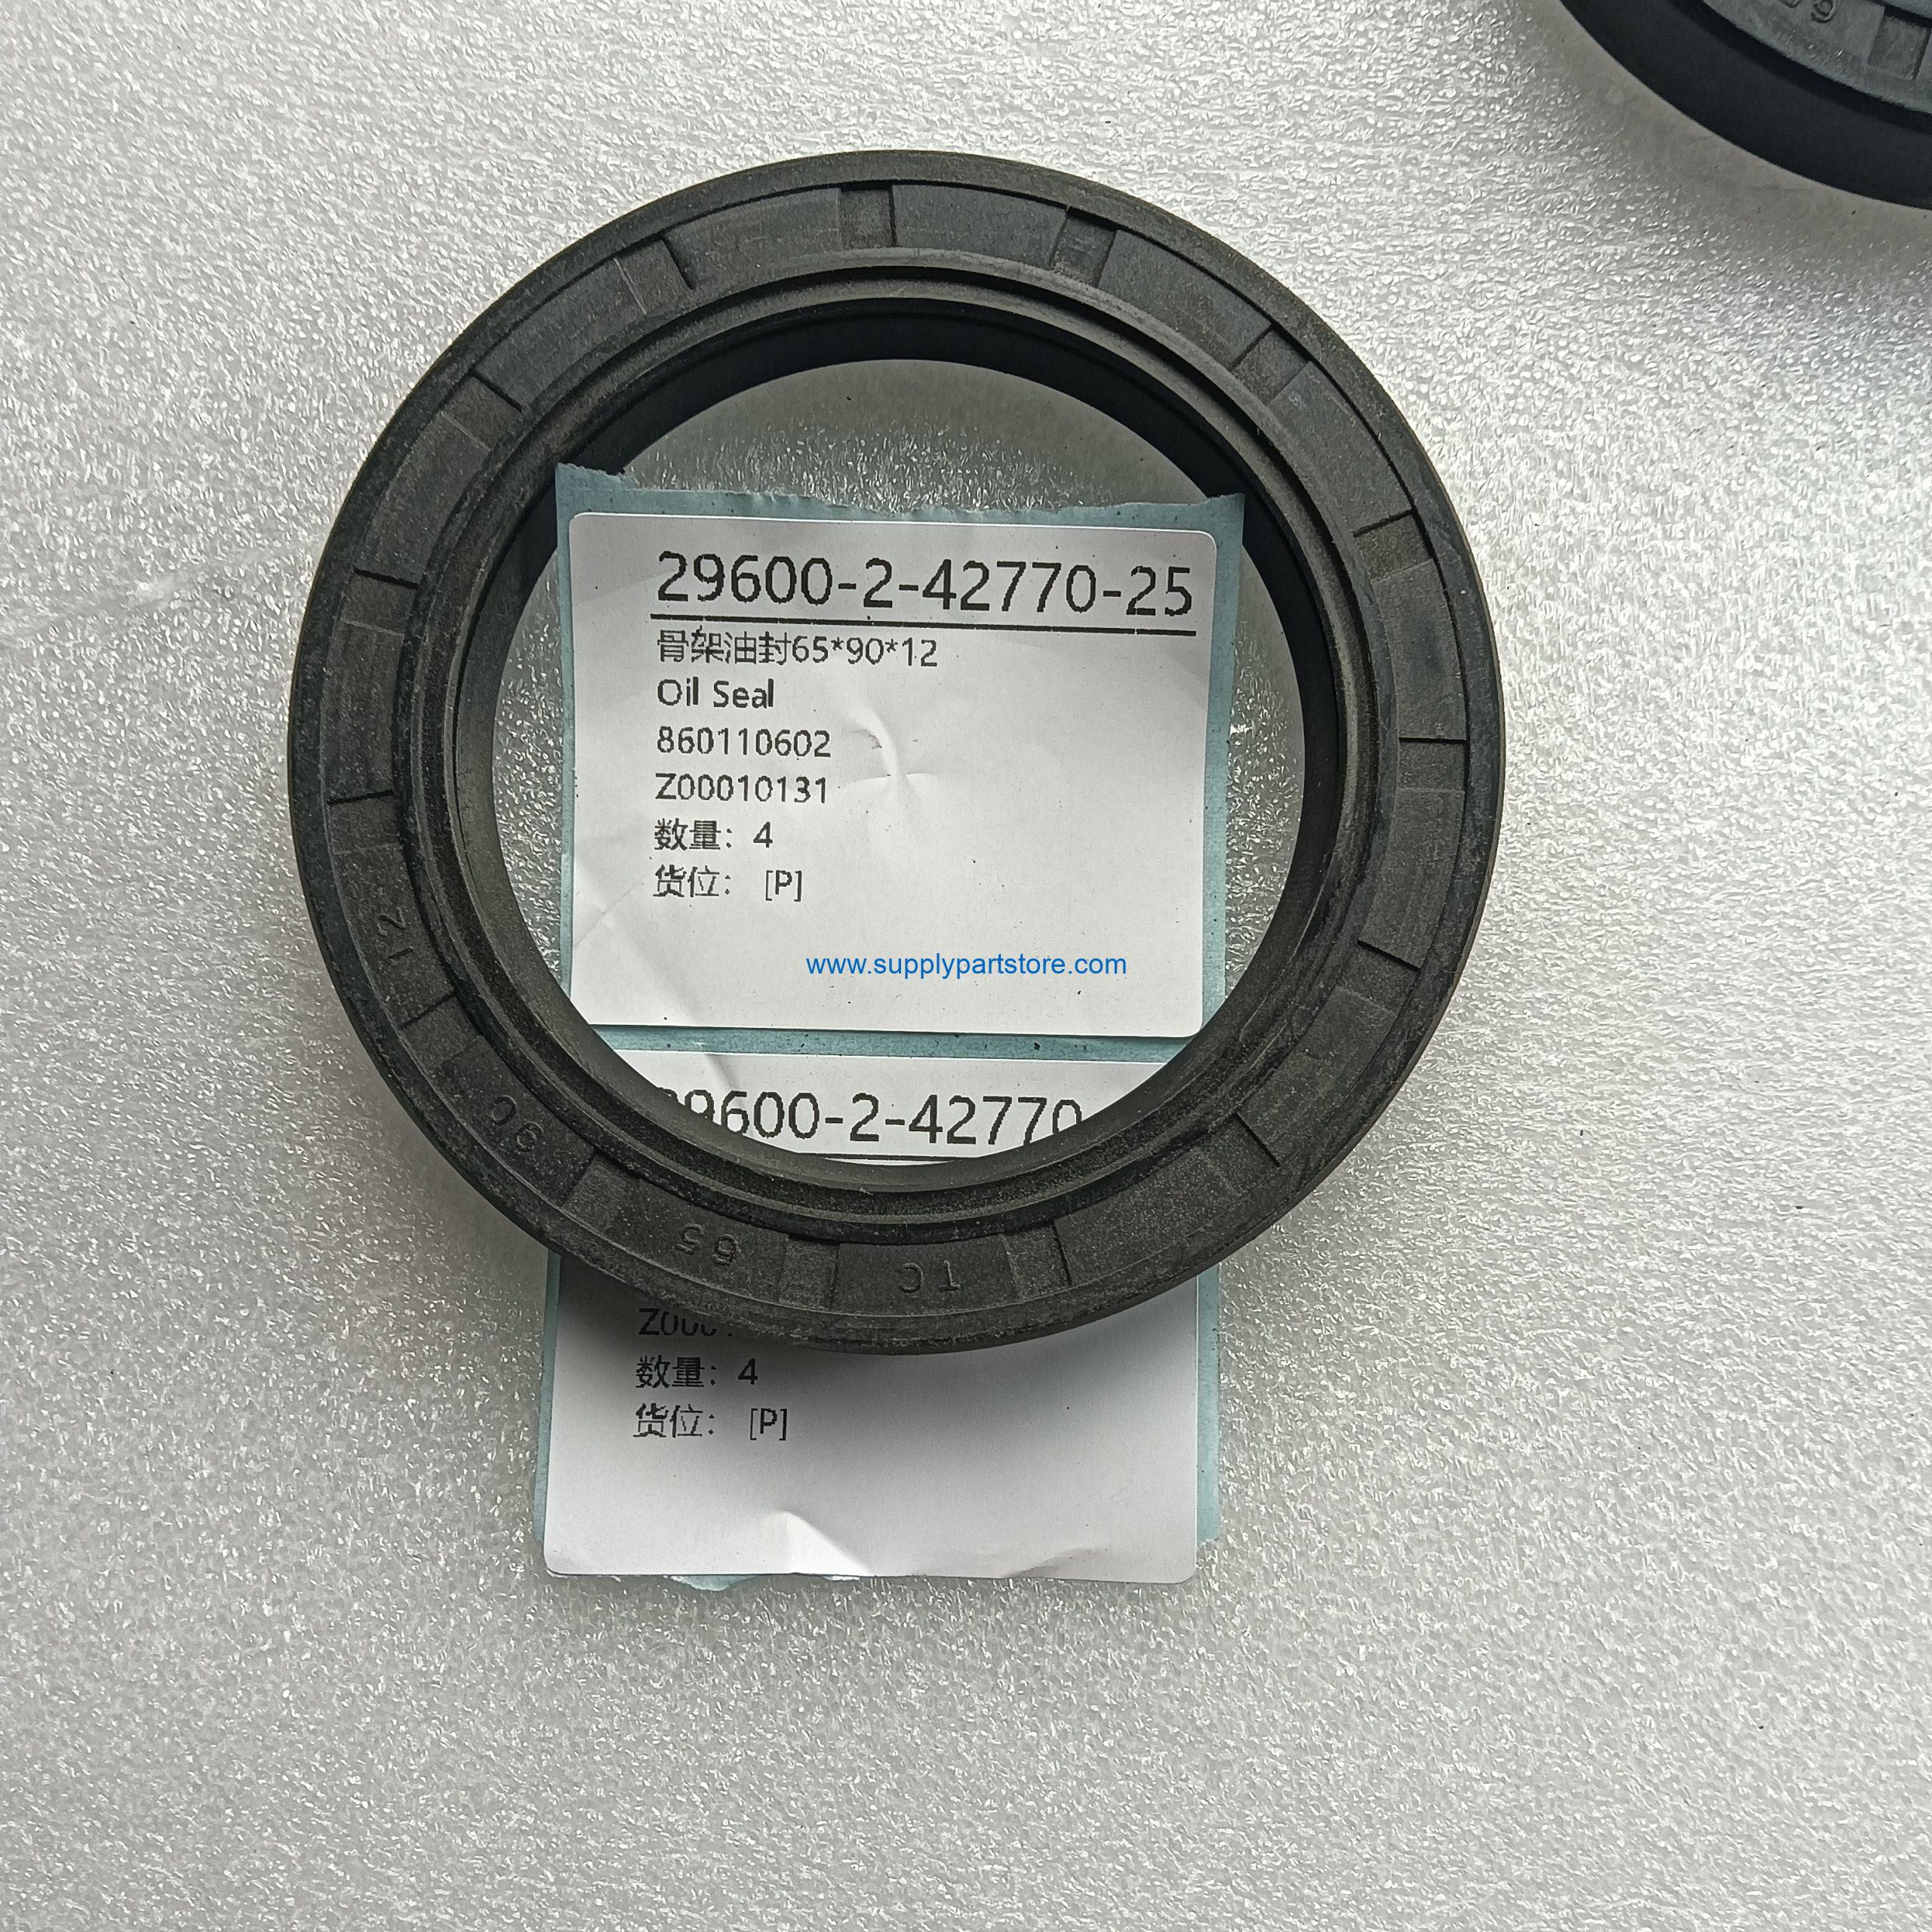 29600-2-42770-25
骨架油封65*90*12
Oil Seal
860110602
Z00010131
数量：4
货位： [P]
www.supplypartstore.com
9600-2-42770
12
90
65
TC
数量：4
货位： [P]